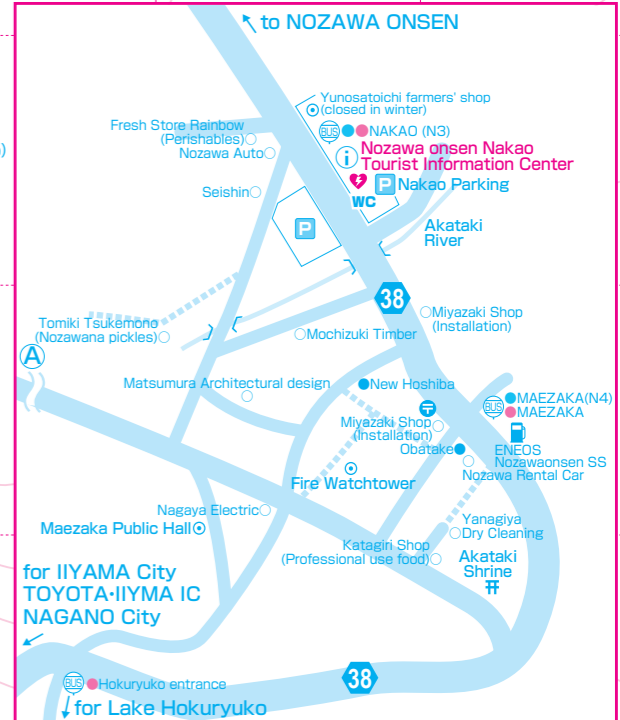 to NOZAWA ONSEN
Yunosatoichi farmers' shop
(closed in winter)
Fresh Store Rainbow
(Perishables)
BUS NAKAO (N3)
Nozawa Auto
i Nozawa onsen Nakao
Tourist Information Center
Seishin
P Nakao Parking
WC
P
Akataki
River
38
Miyazaki Shop
(Installation)
Tomiki Tsukemono
(Nozawana pickles)
Mochizuki Timber
A
Matsumura Architectural design
New Hoshiba
BUS MAEZAKA(N4)
MAEZAKA
〒
Miyazaki Shop
(Installation)
Obatake
ENEOS
Nozawaonsen SS
Nozawa Rental Car
Fire Watchtower
Nagaya Electric
Maezaka Public Hall
Yanagiya
Dry Cleaning
Katagiri Shop
(Professional use food)
Akataki
Shrine
for IIYAMA City
TOYOTA·IIYMA IC
NAGANO City
38
BUS Hokuryuko entrance
for Lake Hokuryuko